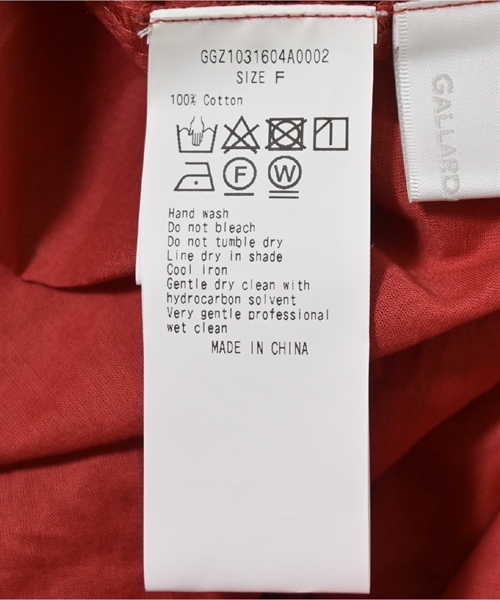 GGZ1031604A0002
SIZE F
100% Cotton
F
W
Hand wash
Do not bleach
Do not tumble dry
Line dry in shade
Cool iron
Gentle dry clean with
hydrocarbon solvent
Very gentle professional
wet clean
MADE IN CHINA